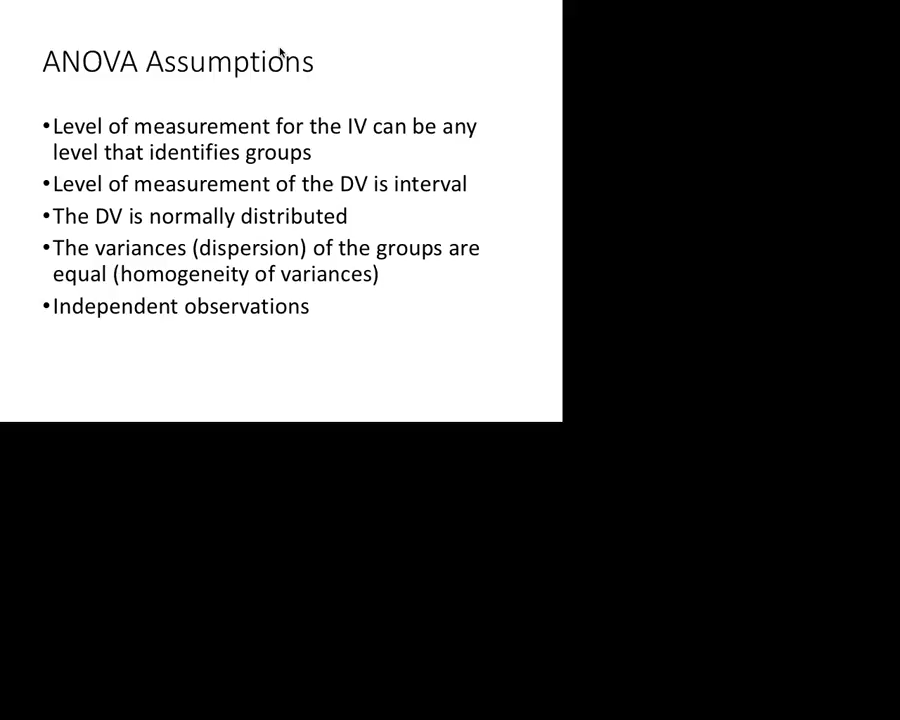 ANOVA Assumptions
•Level of measurement for the IV can be any
level that identifies groups
•Level of measurement of the DV is interval
•The DV is normally distributed
•The variances (dispersion) of the groups are
equal (homogeneity of variances)
•Independent observations